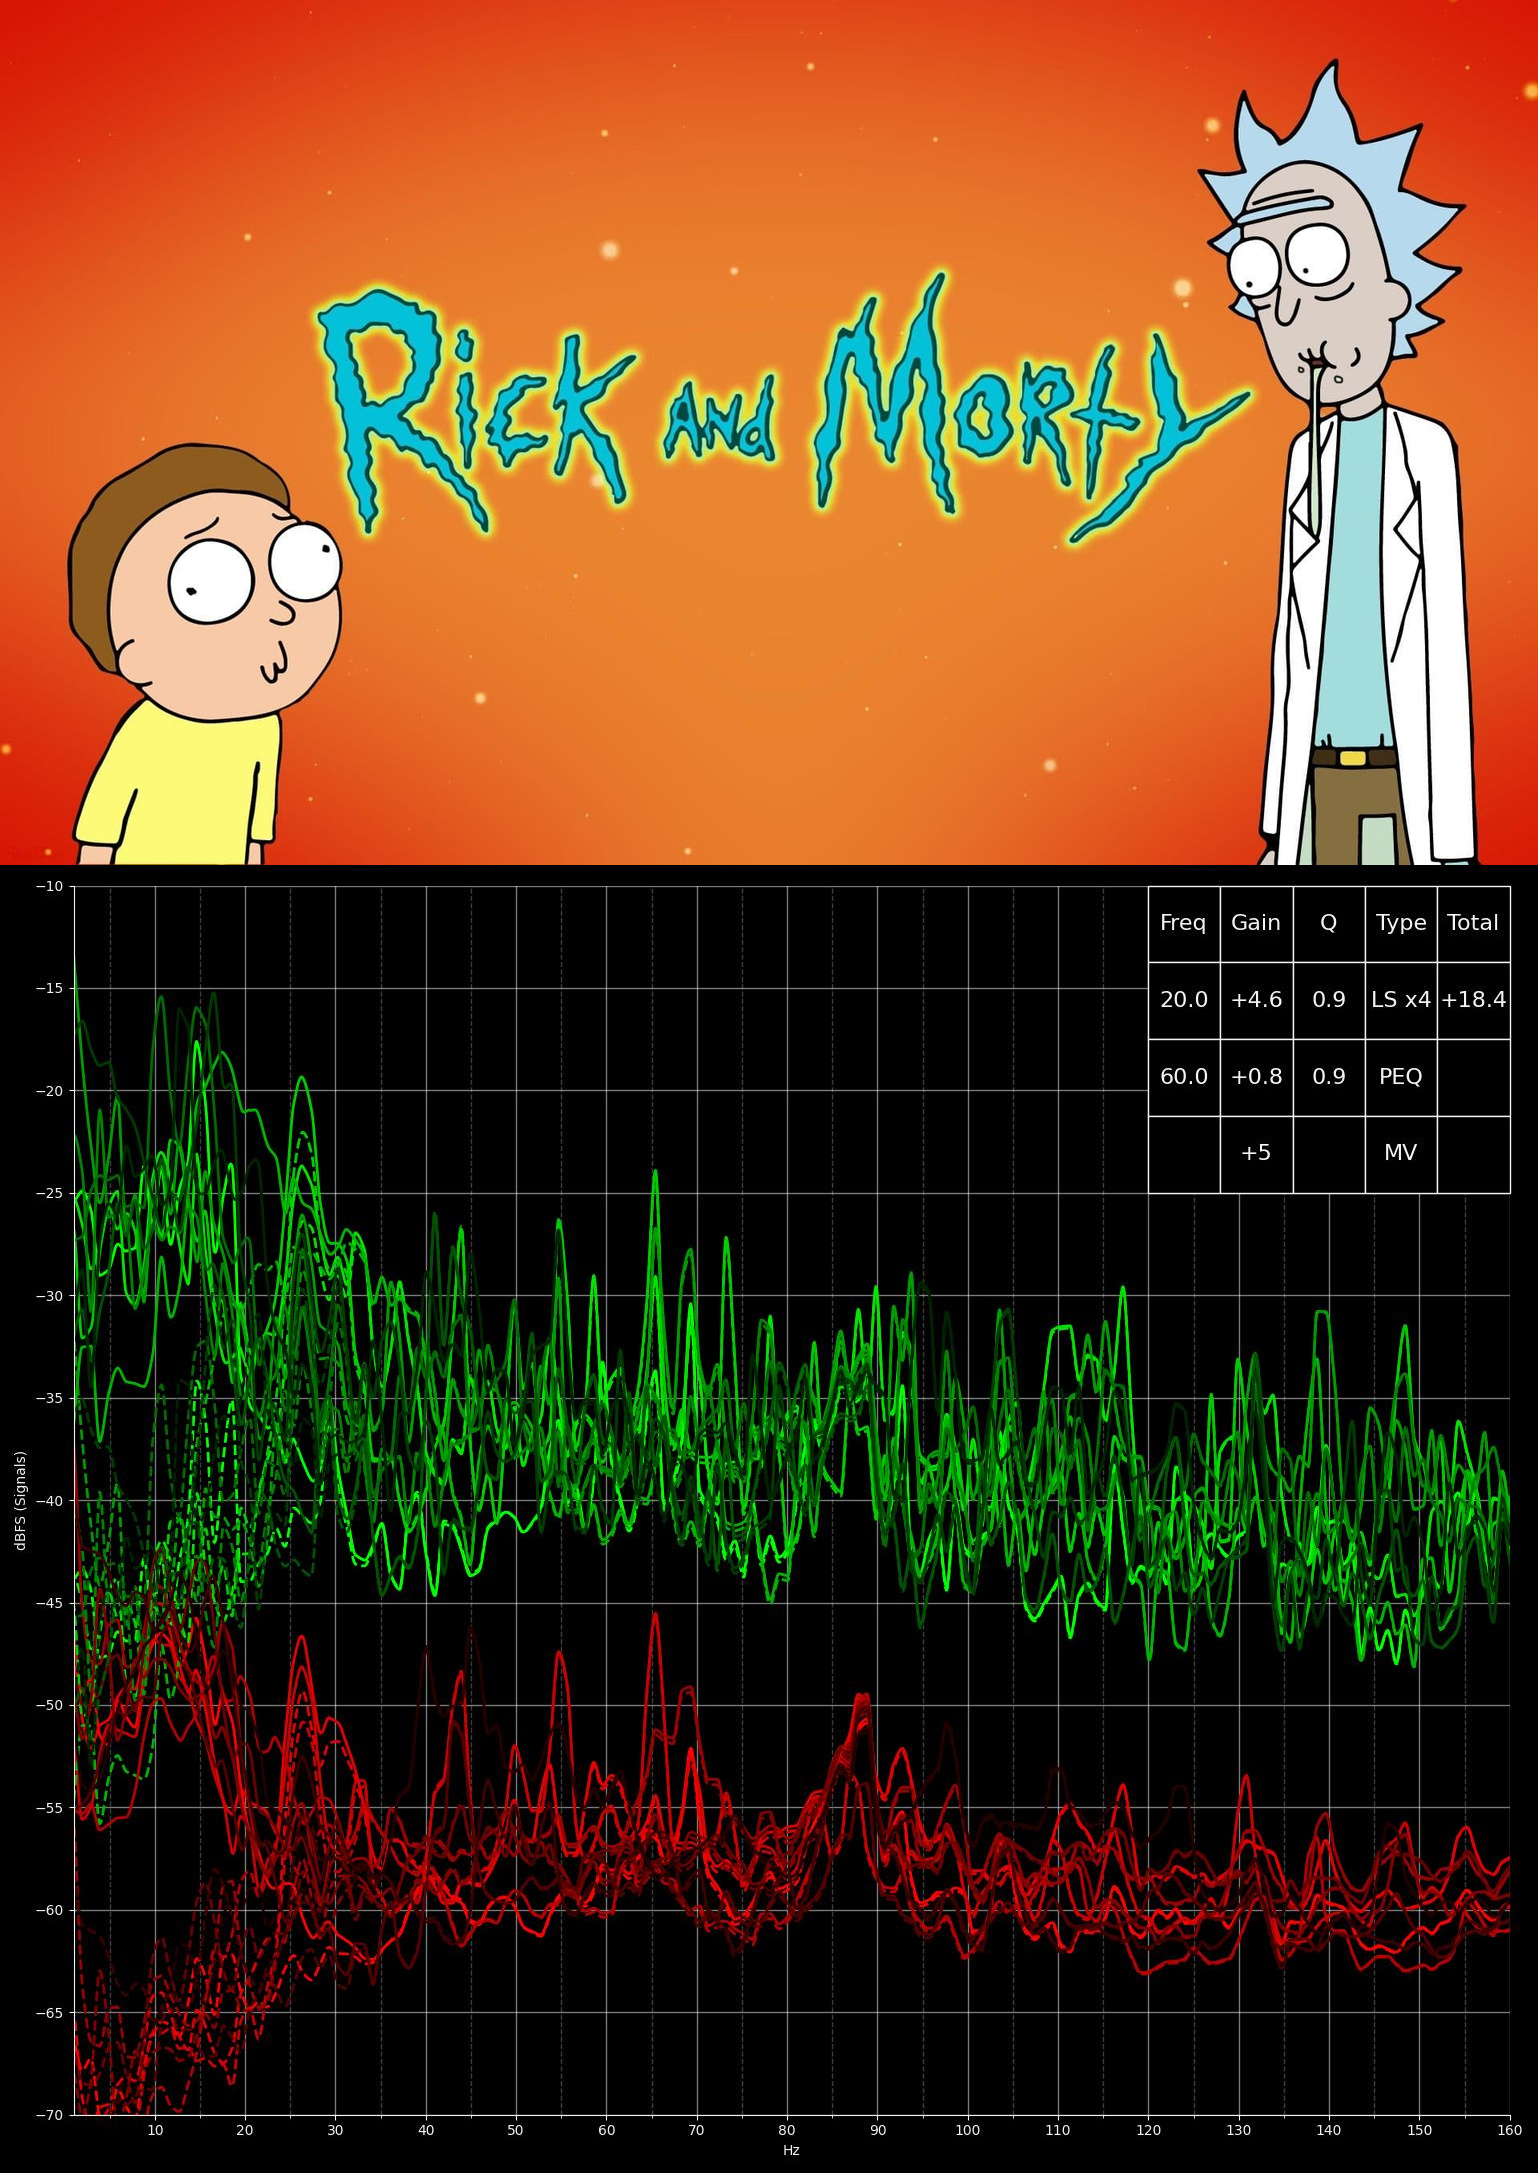 Rick and Morty
Freq Gain Q Type Total
20.0 +4.6 0.9 LS x4 +18.4
60.0 +0.8 0.9 PEQ
+5 MV
−10
−15
−20
−25
−30
−35
−40
−45
−50
−55
−60
−65
−70
dBFS (Signals)
10 20 30 40 50 60 70 80 90 100 110 120 130 140 150 160
Hz